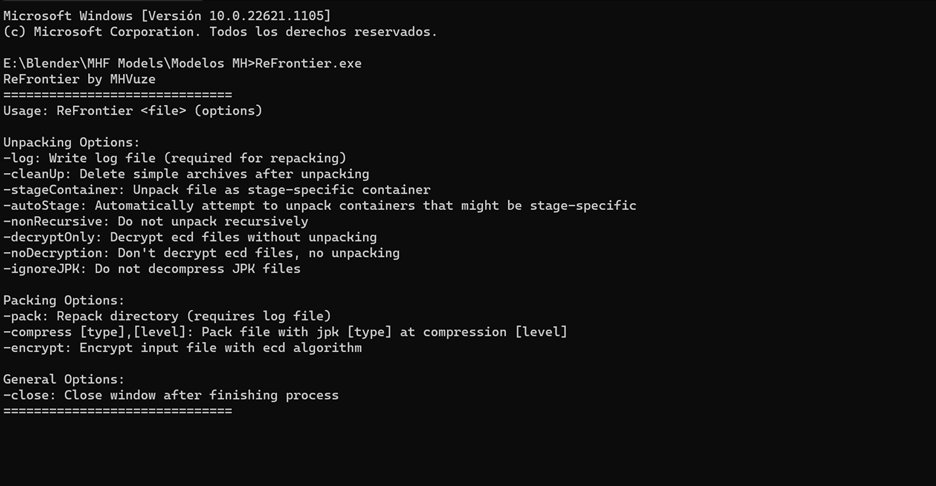 Microsoft Windows [Versión 10.0.22621.1105]
(c) Microsoft Corporation. Todos los derechos reservados.
E:\Blender\MHF Models\Modelos MH>ReFrontier.exe
ReFrontier by MHVuze
==============================
Usage: ReFrontier <file> (options)
Unpacking Options:
-log: Write log file (required for repacking)
-cleanUp: Delete simple archives after unpacking
-stageContainer: Unpack file as stage-specific container
-autoStage: Automatically attempt to unpack containers that might be stage-specific
-nonRecursive: Do not unpack recursively
-decryptOnly: Decrypt ecd files without unpacking
-noDecryption: Don't decrypt ecd files, no unpacking
-ignoreJPK: Do not decompress JPK files
Packing Options:
-pack: Repack directory (requires log file)
-compress [type],[level]: Pack file with jpk [type] at compression [level]
-encrypt: Encrypt input file with ecd algorithm
General Options:
-close: Close window after finishing process
==============================